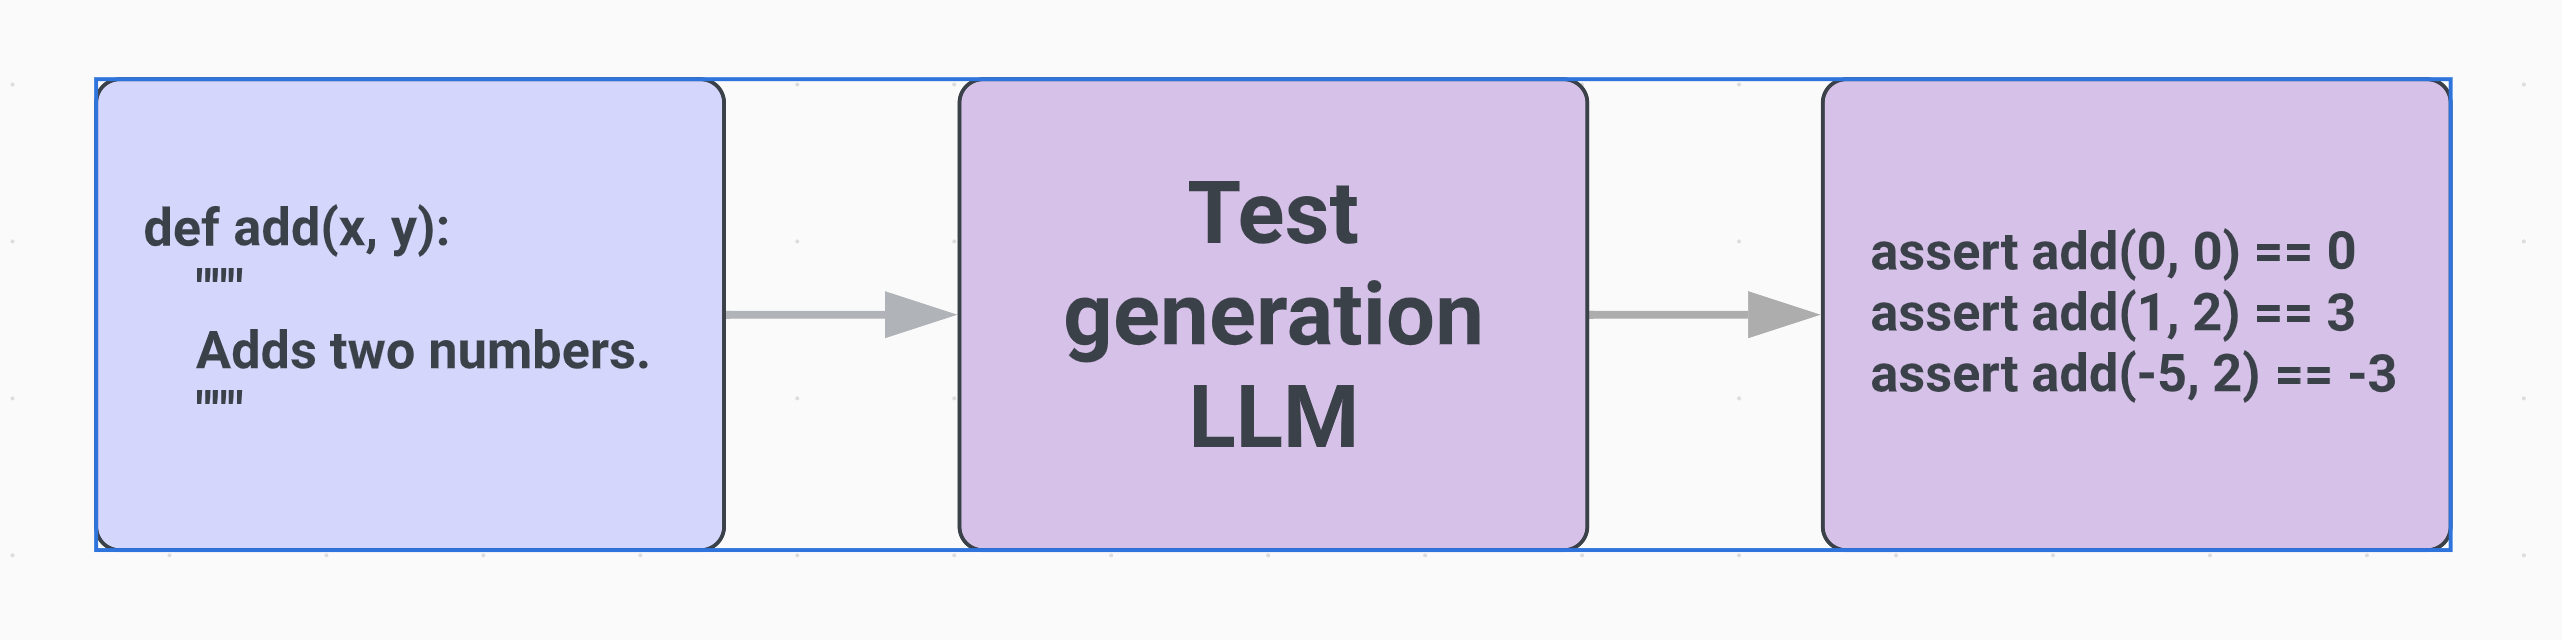 def add(x, y):
"""
Adds two numbers.
"""
Test
generation
LLM
assert add(0, 0) == 0
assert add(1, 2) == 3
assert add(-5, 2) == -3